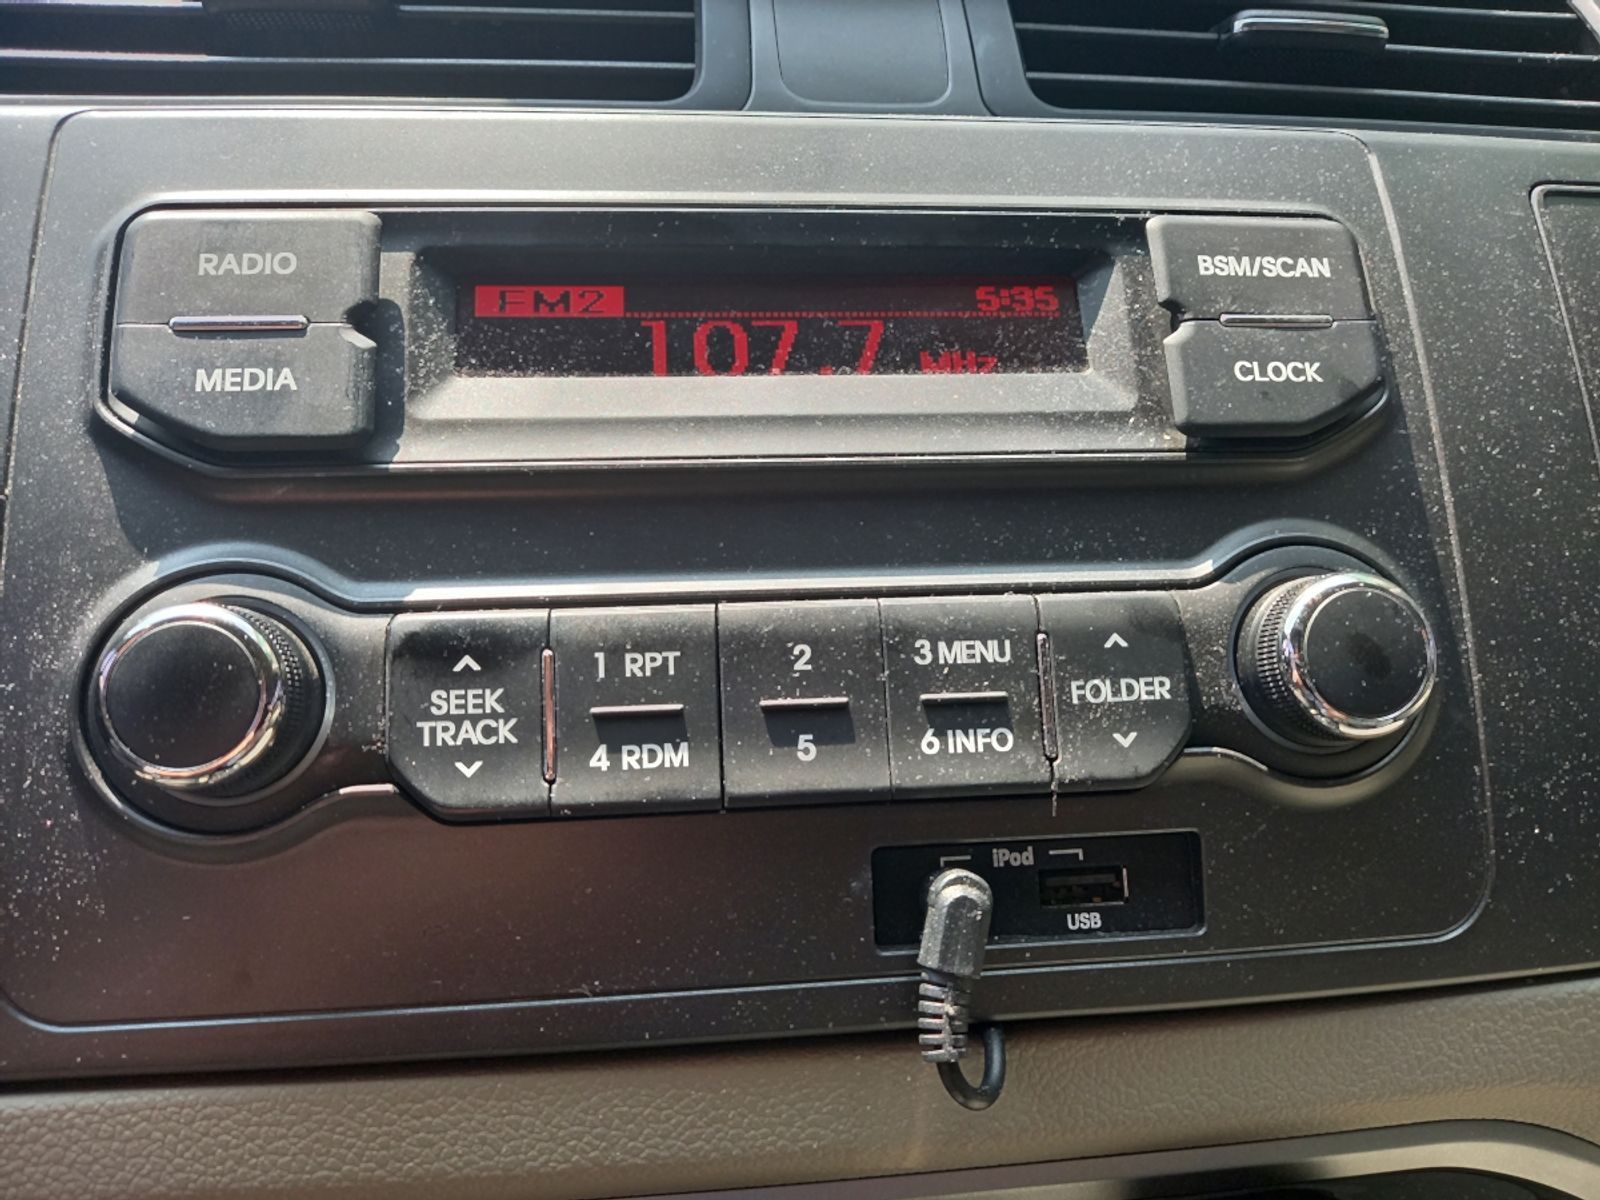 RADIO
MEDIA
FM2 5:35
107.7 MHz
BSM/SCAN
CLOCK
SEEK
TRACK
1 RPT
4 RDM
2
5
3 MENU
6 INFO
FOLDER
iPod
USB